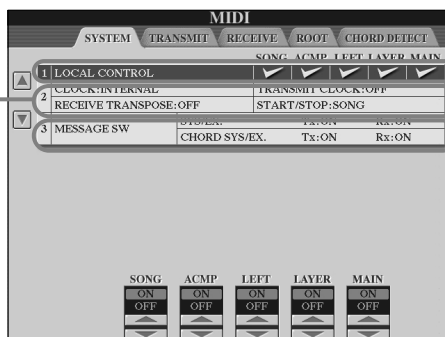 MIDI
SYSTEM TRANSMIT RECEIVE ROOT CHORD DETECT
SONG ACMP LEFT LAYER MAIN
1 LOCAL CONTROL
2 CLOCK:INTERNAL TRANSMIT CLOCK:OFF
RECEIVE TRANSPOSE:OFF START/STOP:SONG
3 MESSAGE SW SYS/EX. Tx:ON Rx:ON
CHORD SYS/EX. Tx:ON Rx:ON
SONG ACMP LEFT LAYER MAIN
ON ON ON ON ON
OFF OFF OFF OFF OFF